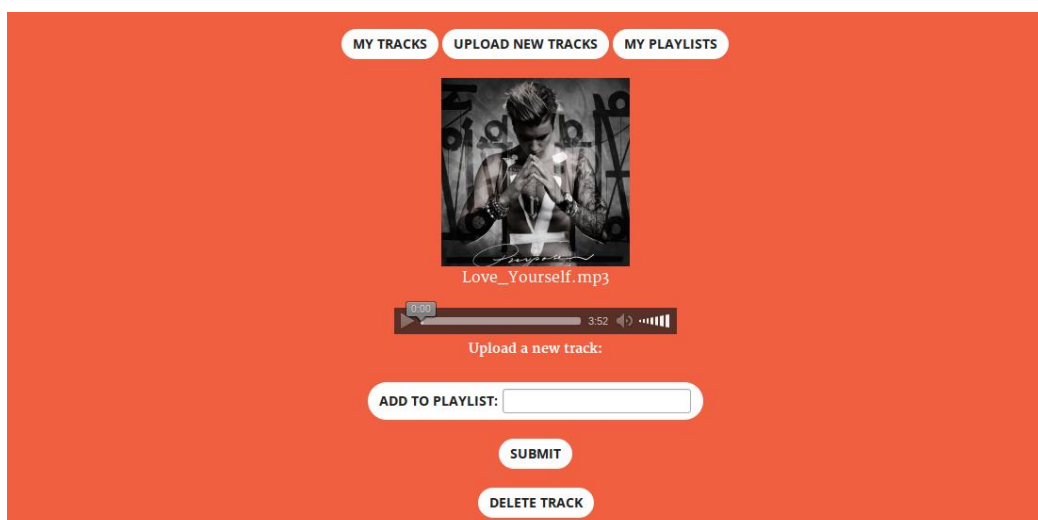 MY TRACKS UPLOAD NEW TRACKS MY PLAYLISTS
Purpose
Love_Yourself.mp3
0:00
3:52
Upload a new track:
ADD TO PLAYLIST:
SUBMIT
DELETE TRACK